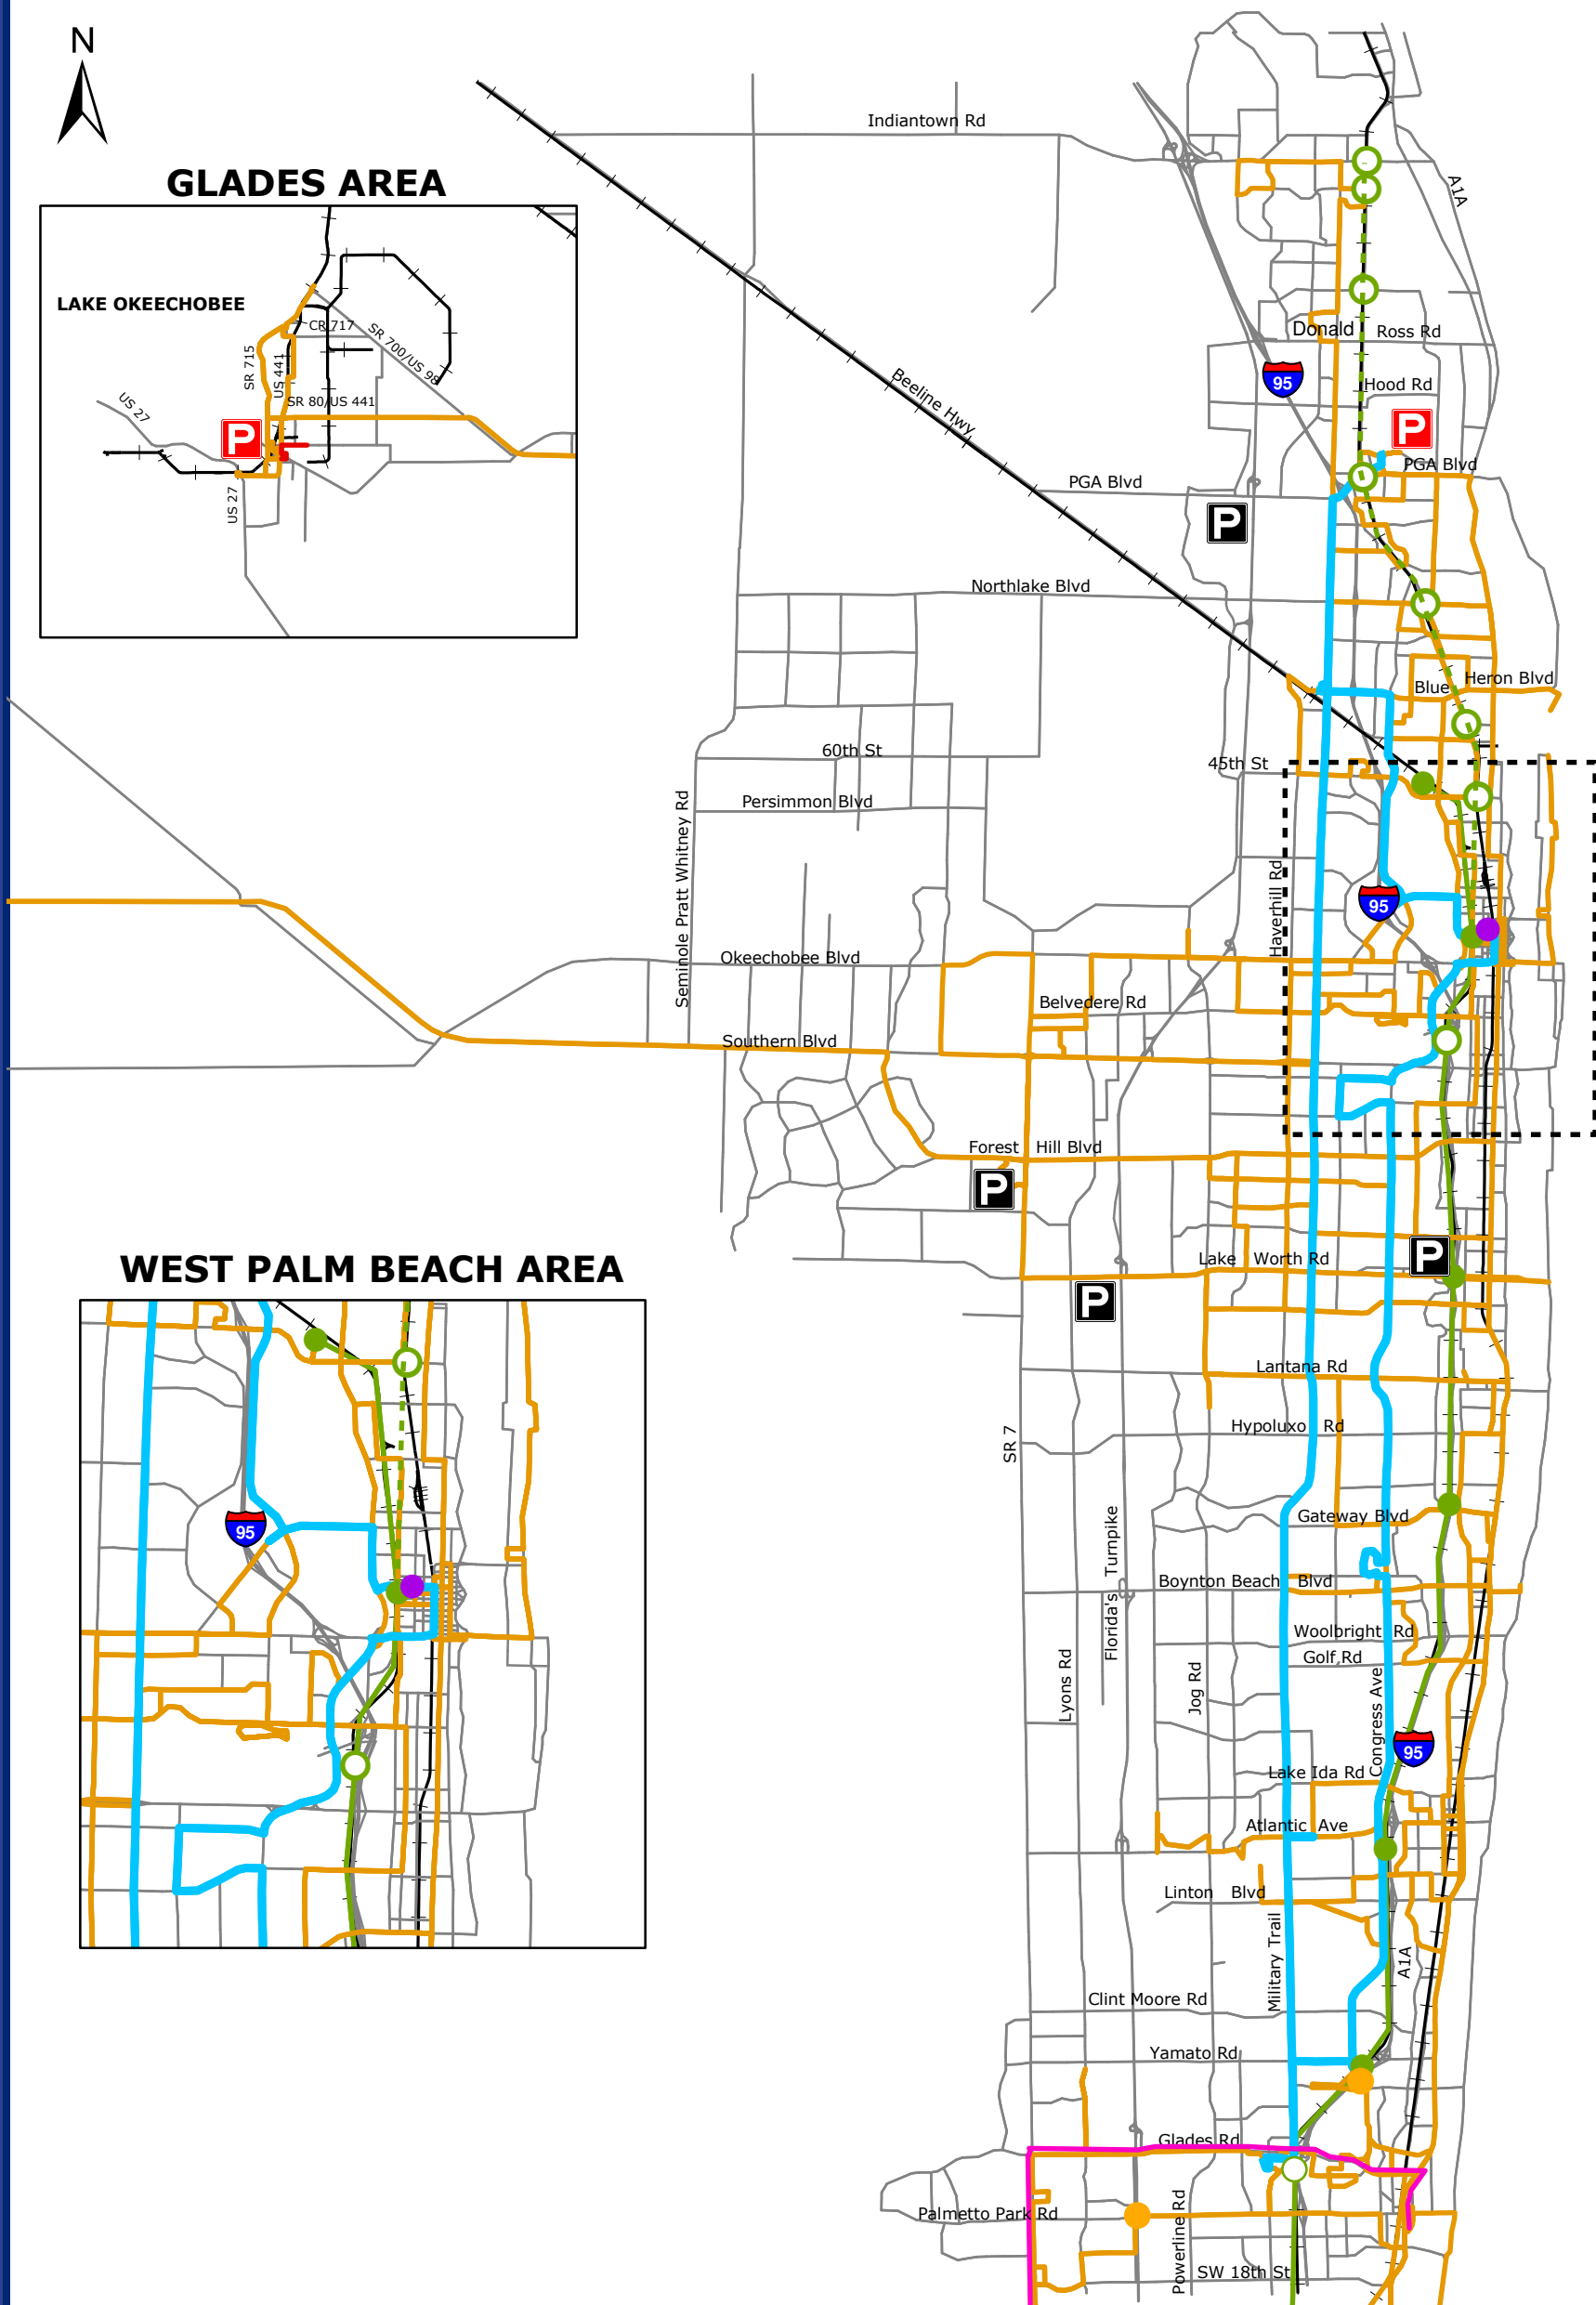 N
Indiantown Rd
A1A
GLADES AREA
LAKE OKEECHOBEE
CR 717
SR 700/US 98
SR 715
US 441
SR 80/US 441
US 27
P
US 27
Donald Ross Rd
95
Hood Rd
Beeline Hwy
P
PGA Blvd
PGA Blvd
P
Northlake Blvd
Blue Heron Blvd
60th St
45th St
Persimmon Blvd
Seminole Pratt Whitney Rd
Haverhill Rd
95
Okeechobee Blvd
Belvedere Rd
Southern Blvd
Forest Hill Blvd
P
Lake Worth Rd
P
P
WEST PALM BEACH AREA
95
Lantana Rd
Hypoluxo Rd
SR 7
Gateway Blvd
Florida's Turnpike
Boynton Beach Blvd
Woolbright Rd
Golf Rd
Lyons Rd
Jog Rd
Congress Ave
95
Lake Ida Rd
Atlantic Ave
Linton Blvd
Military Trail
A1A
Clint Moore Rd
Yamato Rd
Glades Rd
Palmetto Park Rd
Powerline Rd
SW 18th St